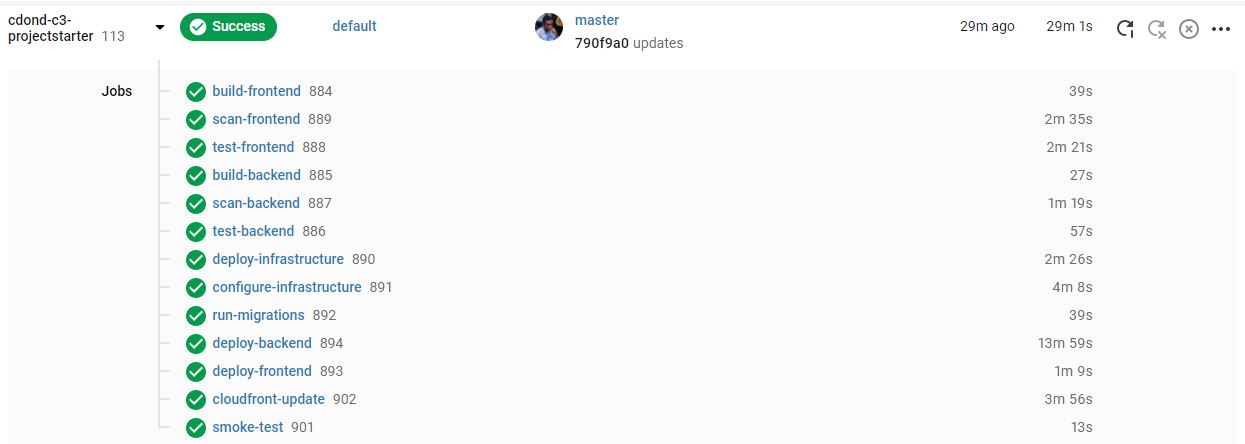 cdond-c3-
projectstarter 113
Success
default
master
790f9a0 updates
29m ago
29m 1s
Jobs
build-frontend 884 39s
scan-frontend 889 2m 35s
test-frontend 888 2m 21s
build-backend 885 27s
scan-backend 887 1m 19s
test-backend 886 57s
deploy-infrastructure 890 2m 26s
configure-infrastructure 891 4m 8s
run-migrations 892 39s
deploy-backend 894 13m 59s
deploy-frontend 893 1m 9s
cloudfront-update 902 3m 56s
smoke-test 901 13s